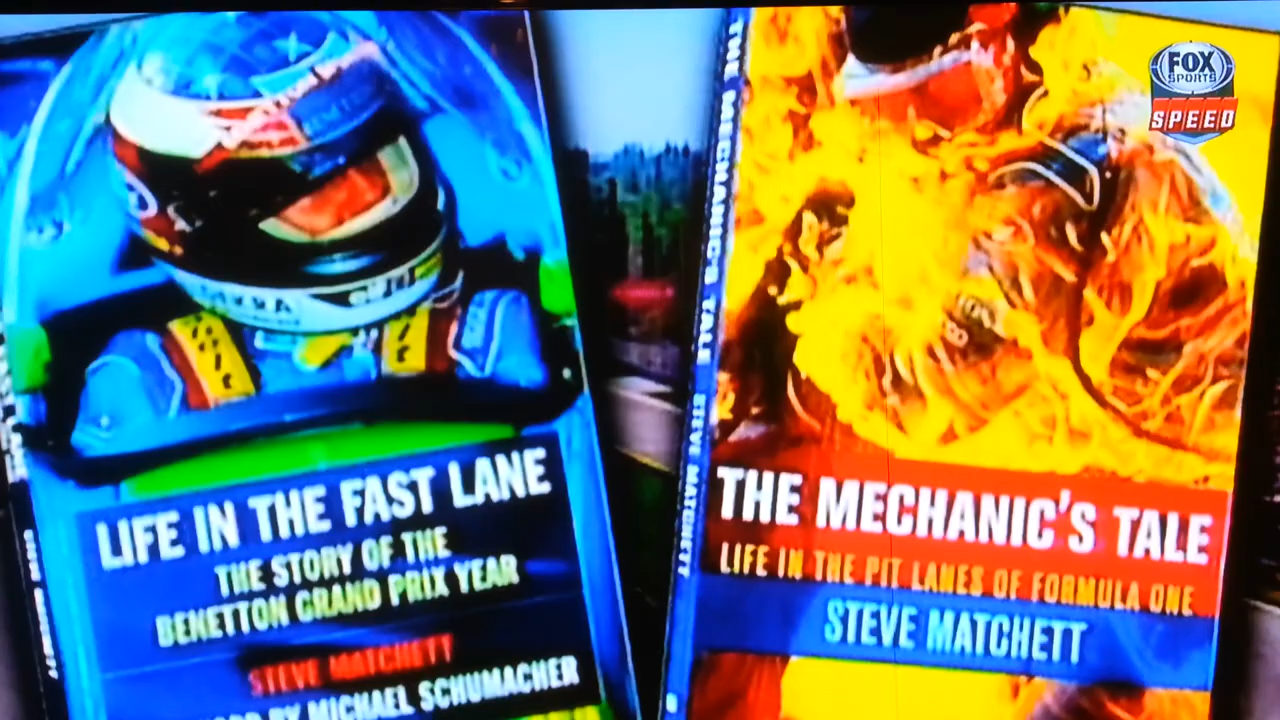 LIFE IN THE FAST LANE
THE STORY OF THE
BENETTON GRAND PRIX YEAR
STEVE MATCHETT
BY MICHAEL SCHUMACHER
THE MECHANIC'S TALE STEVE MATCHETT
THE MECHANIC'S TALE
LIFE IN THE PIT LANES OF FORMULA ONE
STEVE MATCHETT
FOX
SPORTS
SPEED